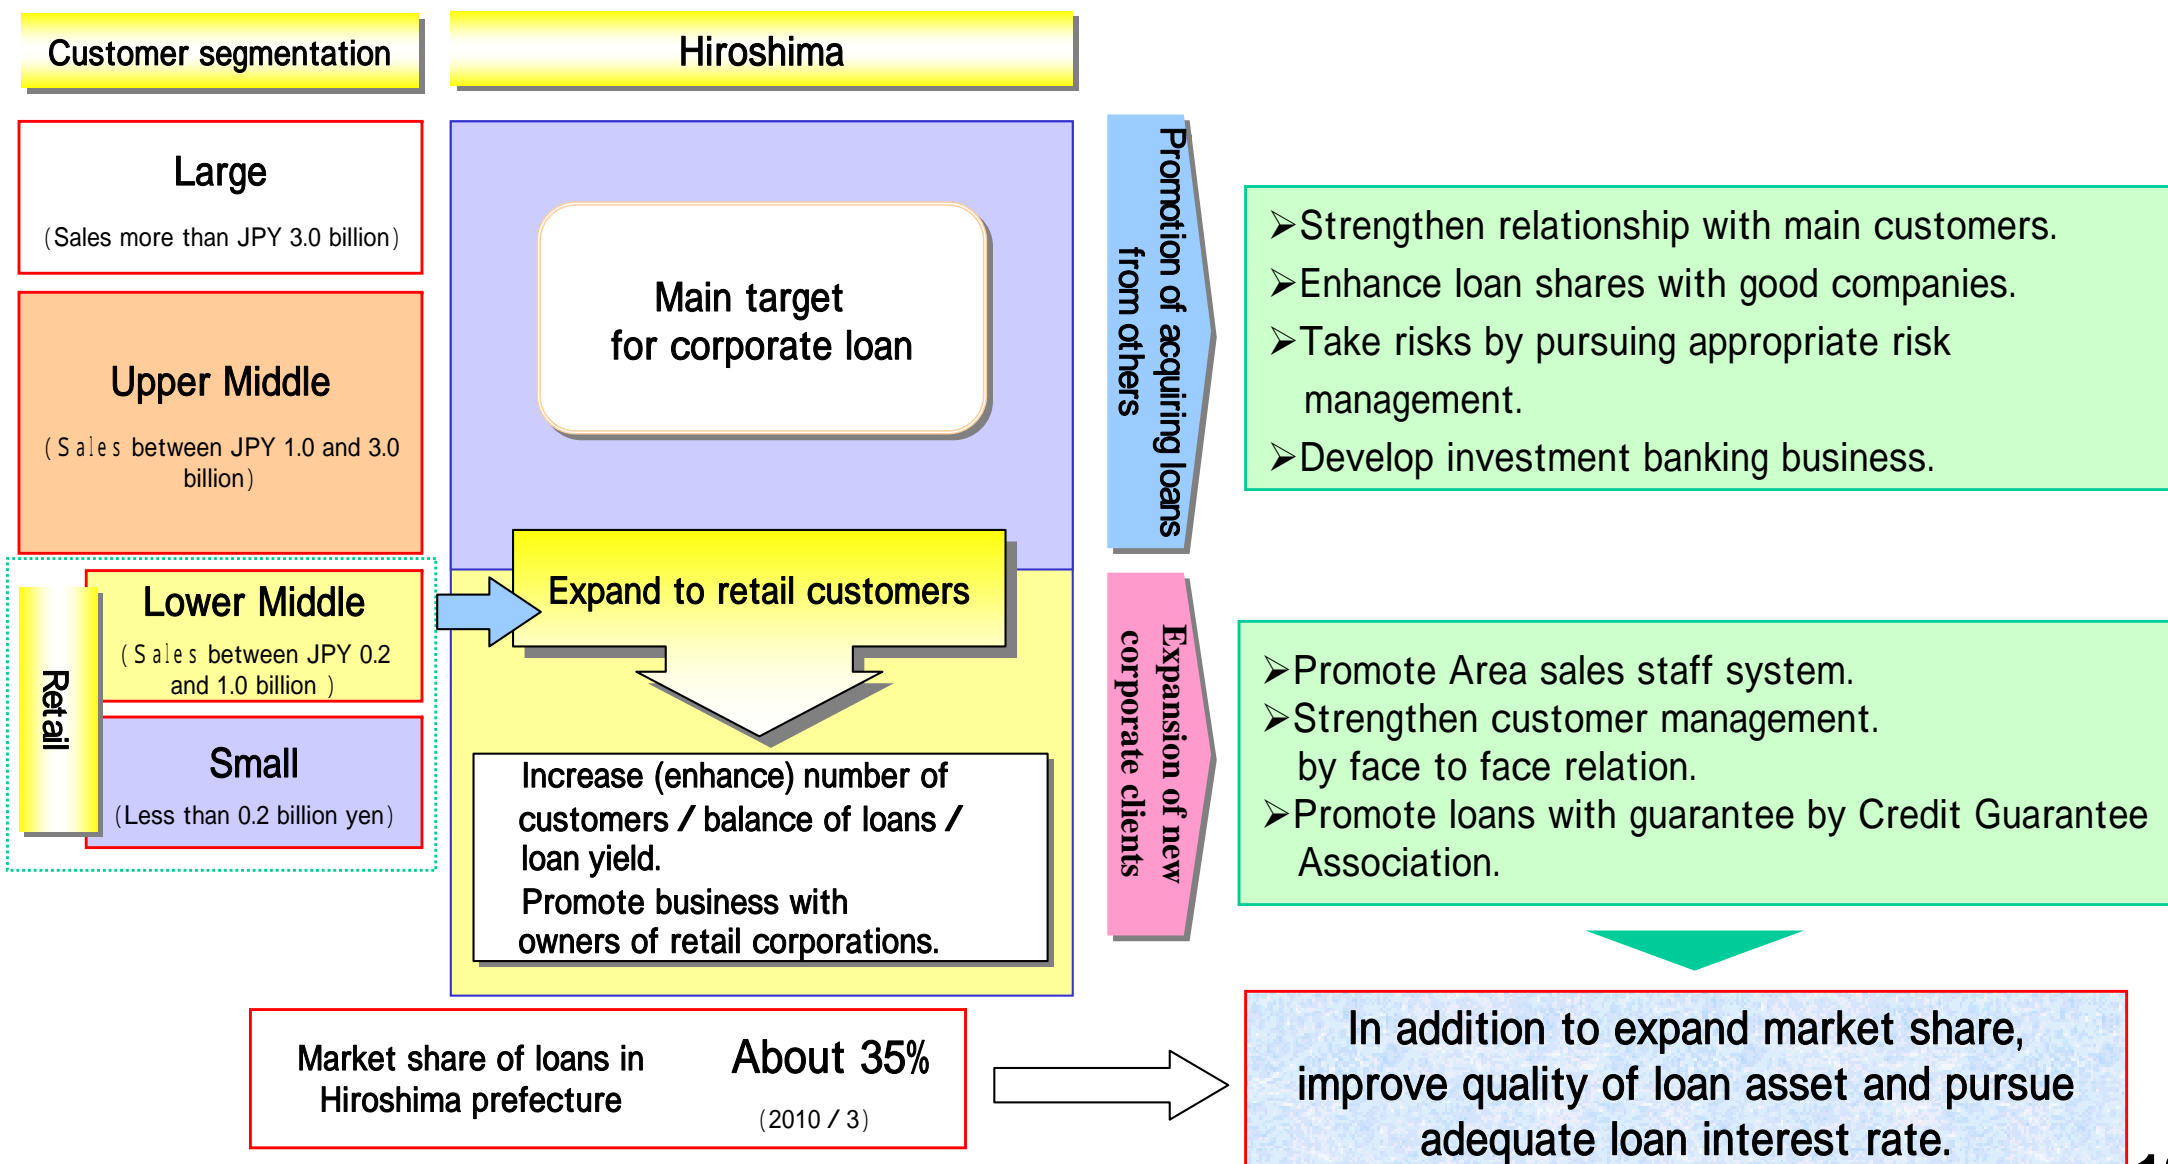 Customer segmentation
Hiroshima
Large
(Sales more than JPY 3.0 billion)
Upper Middle
(Sales between JPY 1.0 and 3.0
billion)
Retail
Lower Middle
(Sales between JPY 0.2
and 1.0 billion )
Small
(Less than 0.2 billion yen)
Main target
for corporate loan
Expand to retail customers
Increase (enhance) number of
customers / balance of loans /
loan yield.
Promote business with
owners of retail corporations.
Promotion of acquiring loans
from others
➢Strengthen relationship with main customers.
➢Enhance loan shares with good companies.
➢Take risks by pursuing appropriate risk
management.
➢Develop investment banking business.
Expansion of new
corporate clients
➢Promote Area sales staff system.
➢Strengthen customer management.
by face to face relation.
➢Promote loans with guarantee by Credit Guarantee
Association.
Market share of loans in
Hiroshima prefecture
About 35%
(2010 / 3)
In addition to expand market share,
improve quality of loan asset and pursue
adequate loan interest rate.